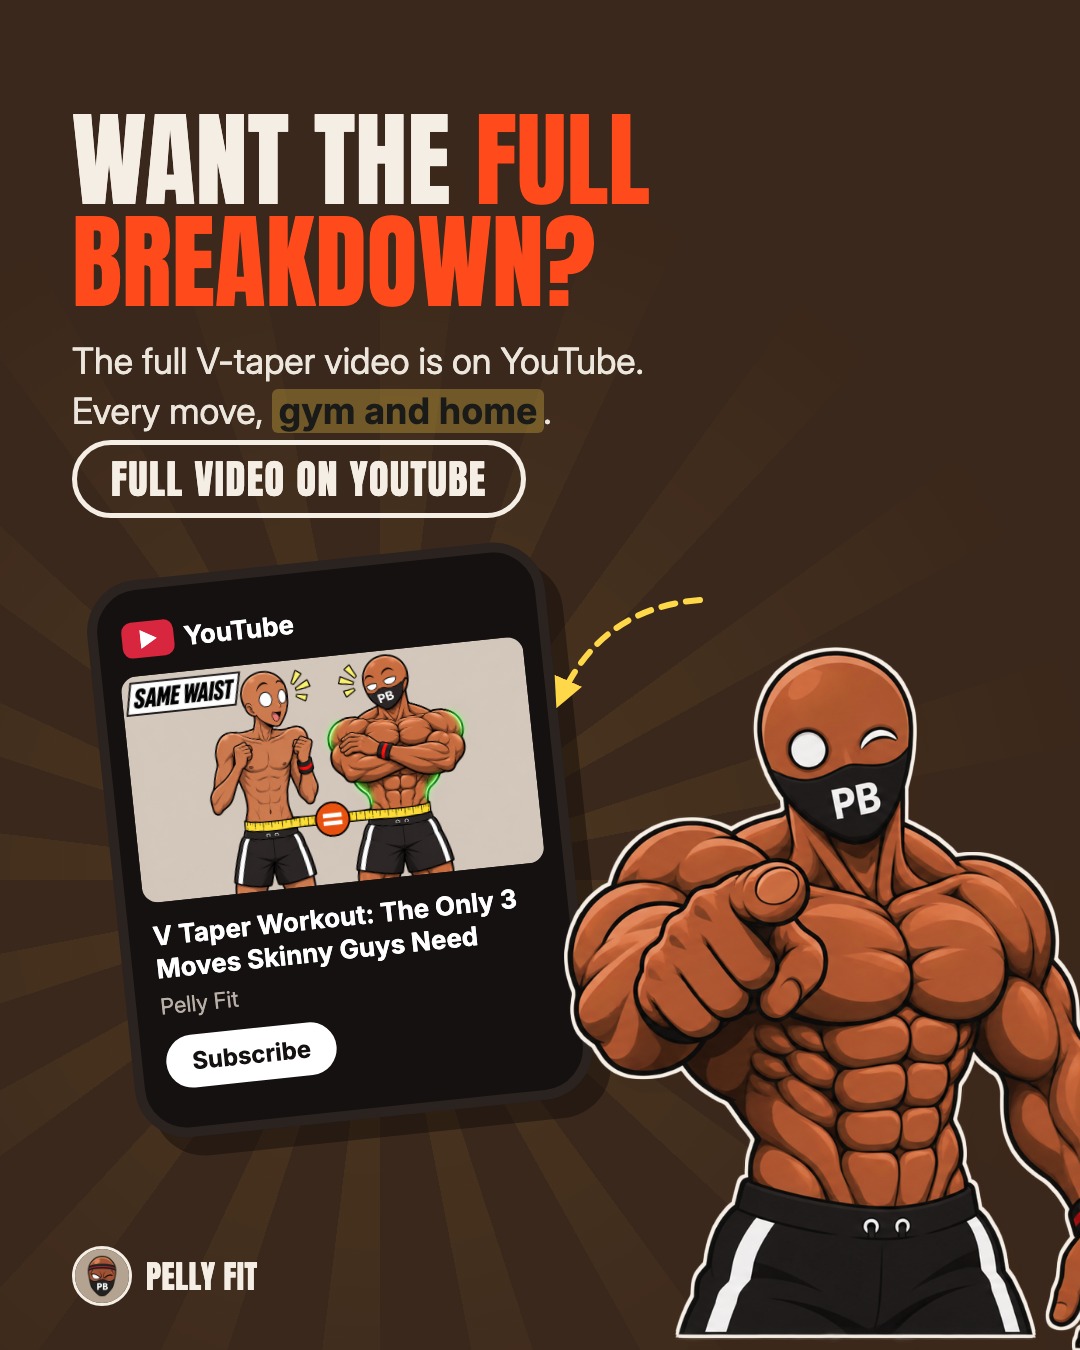 WANT THE FULL
BREAKDOWN?
The full V-taper video is on YouTube.
Every move, gym and home.
FULL VIDEO ON YOUTUBE
YouTube
SAME WAIST
PB
V Taper Workout: The Only 3
Moves Skinny Guys Need
Pelly Fit
Subscribe
PB
PB
PELLY FIT